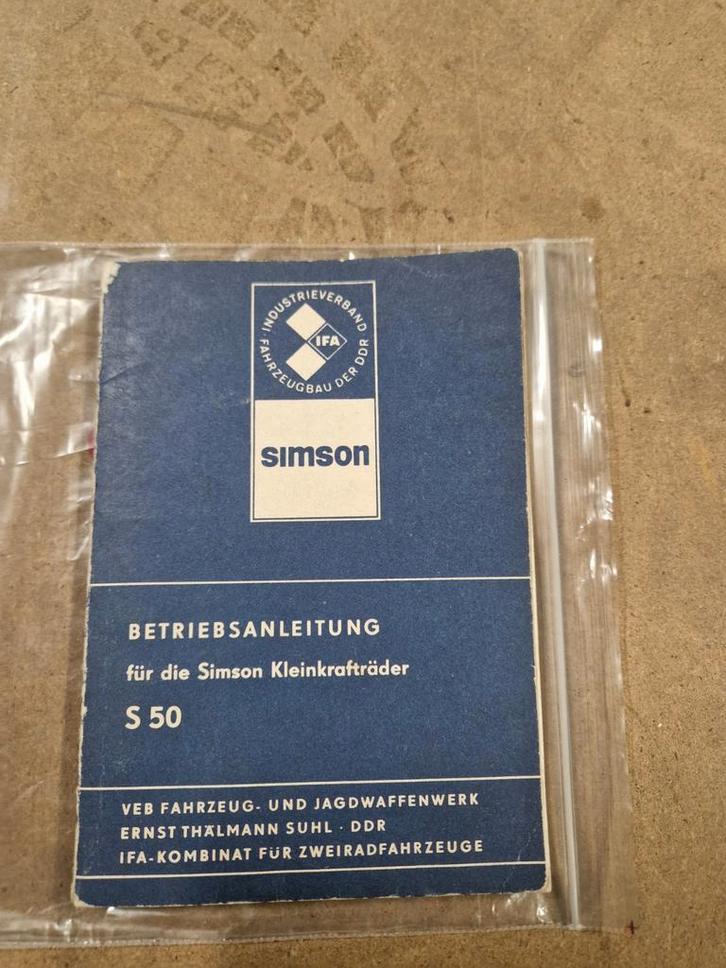 INDUSTRIEVERBAND
FAHRZEUGBAU DER DDR
IFA
simson
BETRIEBSANLEITUNG
für die Simson Kleinkrafträder
S 50
VEB FAHRZEUG- UND JAGDWAFFENWERK
ERNST THÄLMANN SUHL · DDR
IFA-KOMBINAT FÜR ZWEIRADFAHRZEUGE